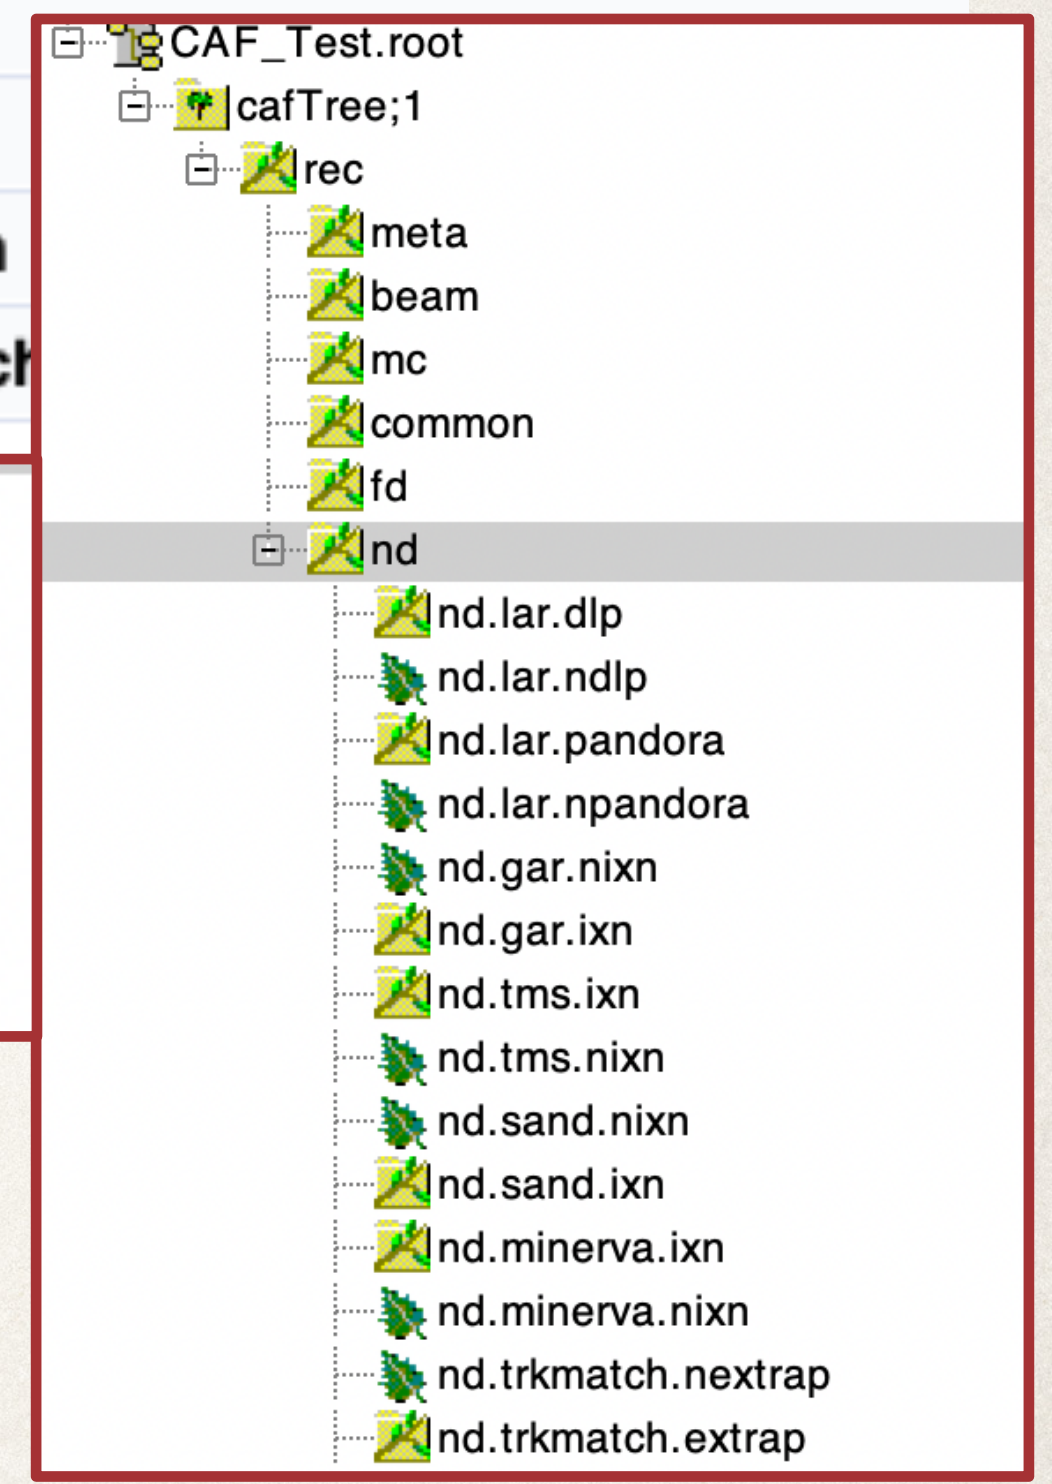 CAF_Test.root
cafTree;1
rec
meta
beam
mc
common
fd
nd
nd.lar.dlp
nd.lar.ndlp
nd.lar.pandora
nd.lar.npandora
nd.gar.nixn
nd.gar.ixn
nd.tms.ixn
nd.tms.nixn
nd.sand.nixn
nd.sand.ixn
nd.minerva.ixn
nd.minerva.nixn
nd.trkmatch.nextrap
nd.trkmatch.extrap